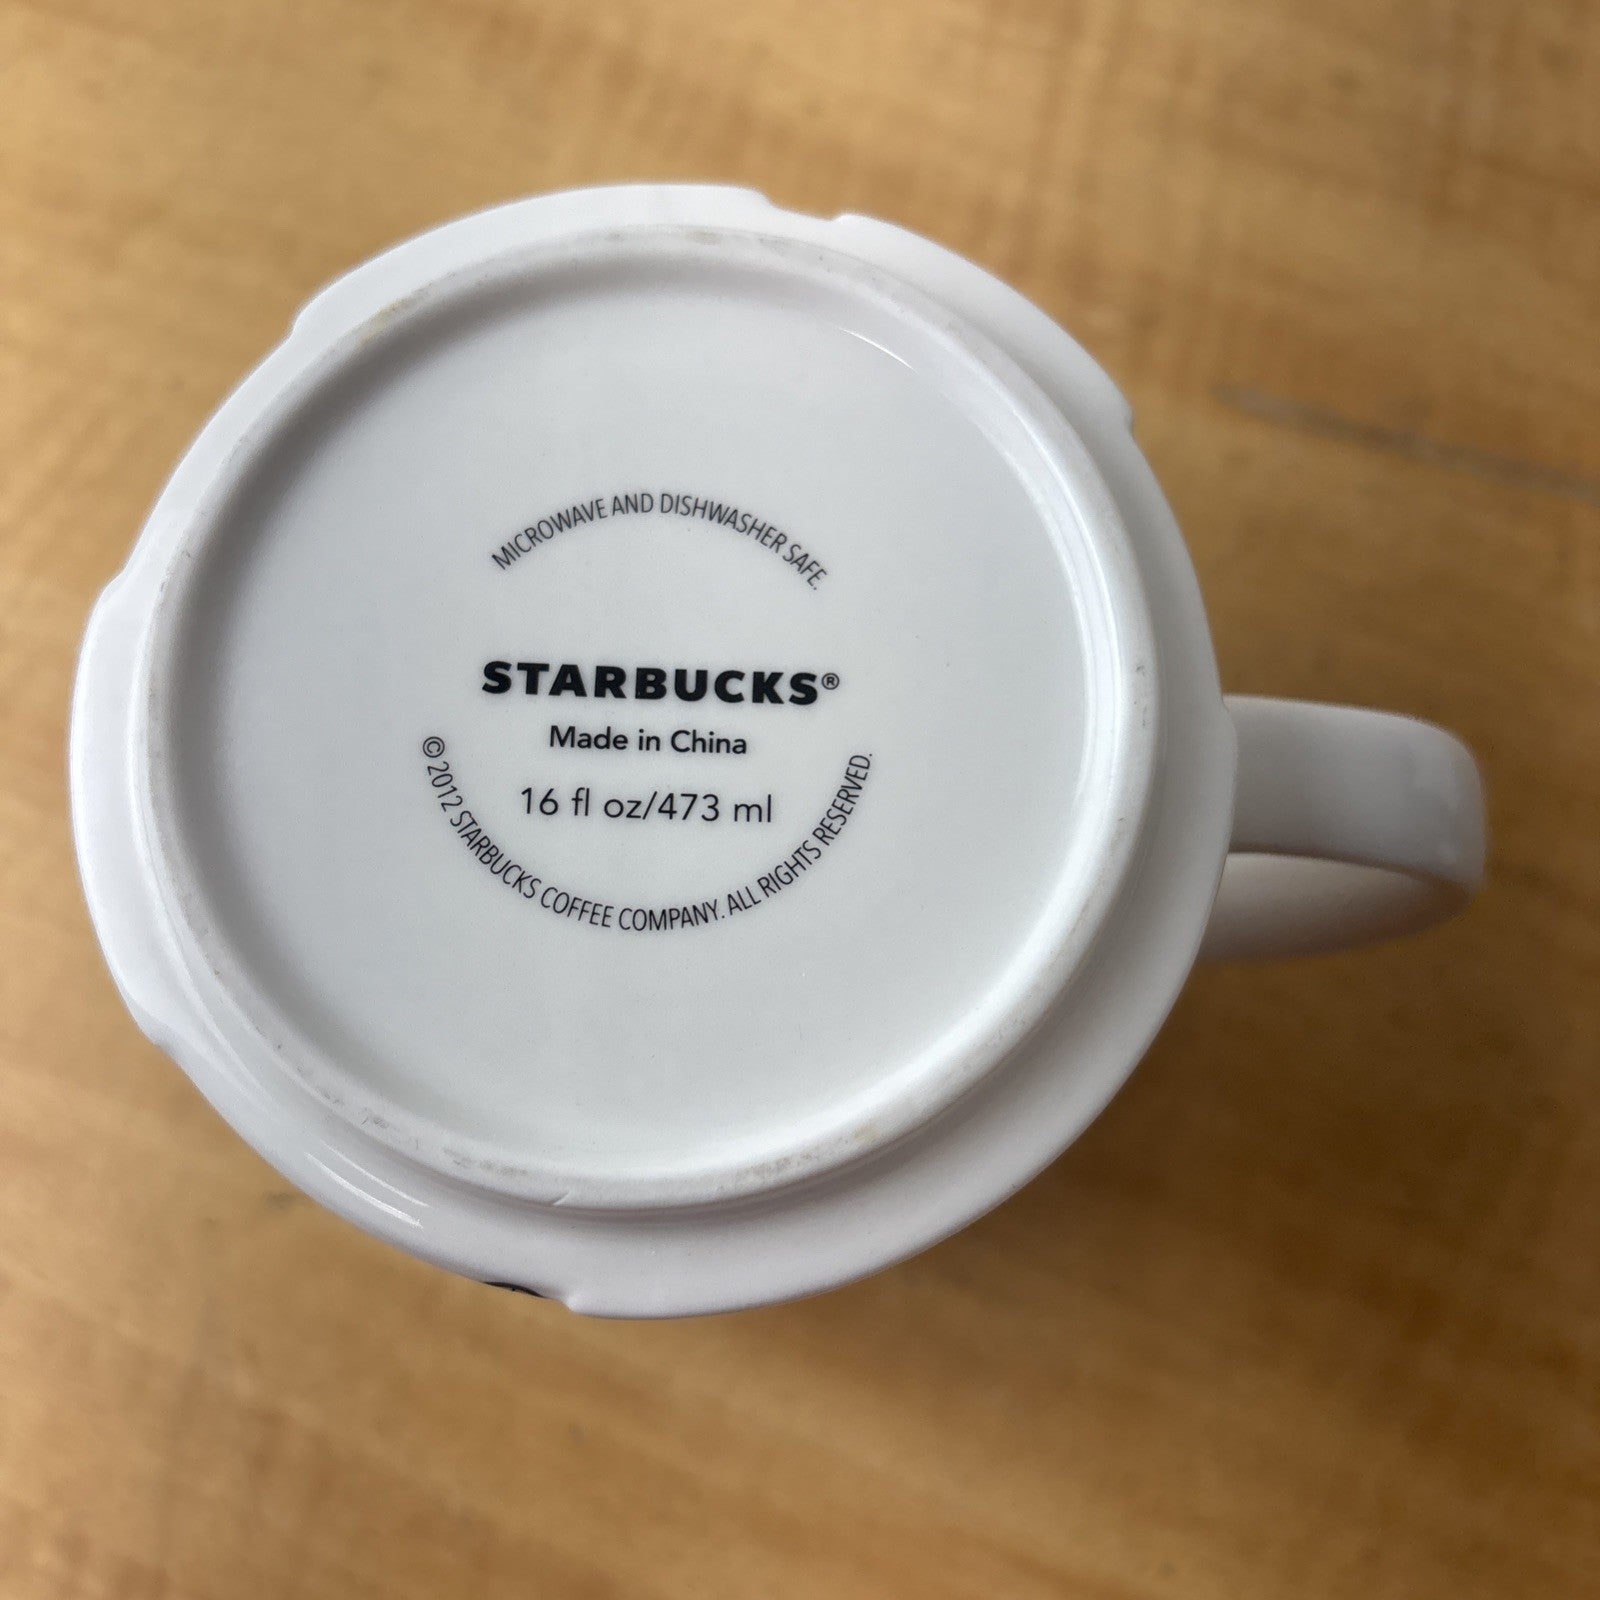 MICROWAVE AND DISHWASHER SAFE.
STARBUCKS®
Made in China
16 fl oz/473 ml
© 2012 STARBUCKS COFFEE COMPANY. ALL RIGHTS RESERVED.